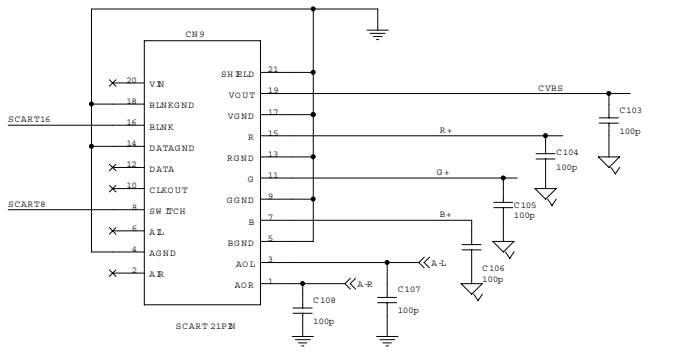 CN9
20 VIN
18 BLNKGND
SCART16
16 BLNK
14 DATAGND
12 DATA
10 CLKOUT
SCART8
8 SWITCH
6 AIL
4 AGND
2 AIR
SHIELD 21
VOUT 19
CVBS
VGND 17
R 15
R+
RGND 13
G 11
G+
GGND 9
B 7
B+
BGND 5
AOL 3
A-L
AOR 1
A-R
C103
100p
C104
100p
C105
100p
C106
100p
C107
100p
C108
100p
SCART 21PIN